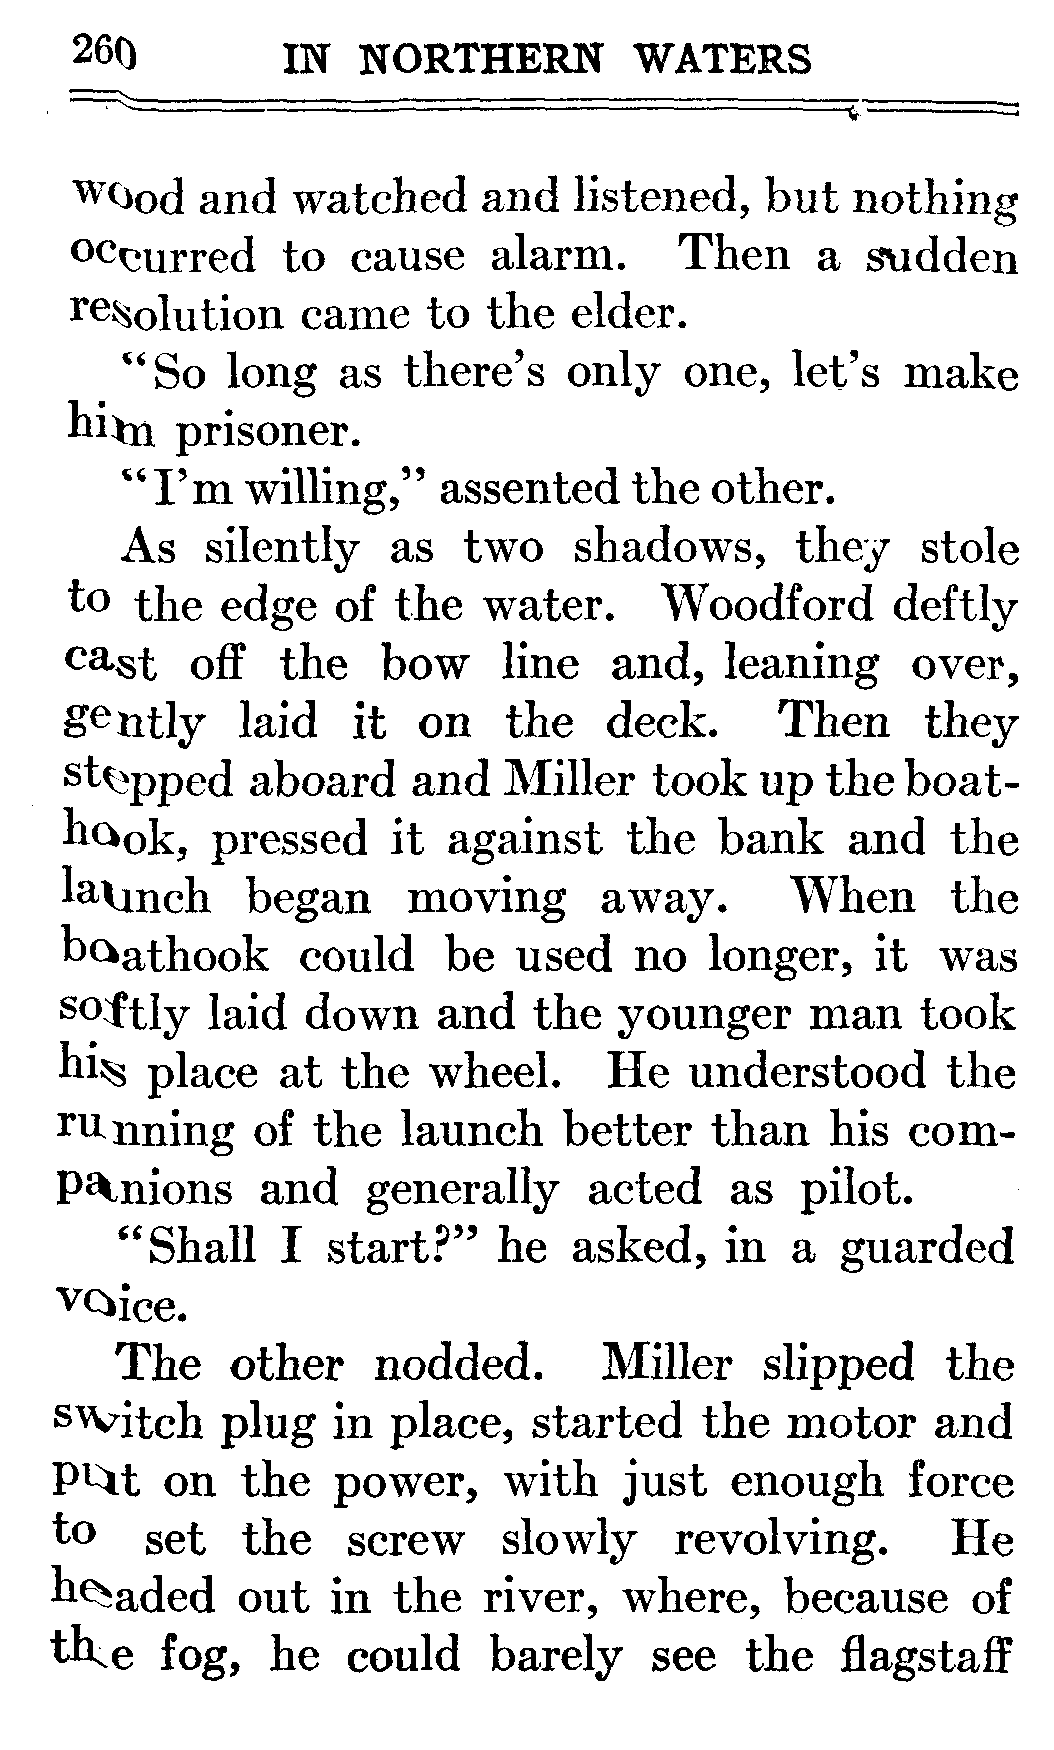 260 IN NORTHERN WATERS
wood and watched and listened, but nothing
occurred to cause alarm. Then a sudden
resolution came to the elder.
“So long as there’s only one, let’s make
him prisoner.
“I’m willing,” assented the other.
As silently as two shadows, they stole
to the edge of the water. Woodford deftly
cast off the bow line and, leaning over,
gently laid it on the deck. Then they
stepped aboard and Miller took up the boat-
hook, pressed it against the bank and the
launch began moving away. When the
boathook could be used no longer, it was
softly laid down and the younger man took
his place at the wheel. He understood the
running of the launch better than his com-
panions and generally acted as pilot.
“Shall I start?” he asked, in a guarded
voice.
The other nodded. Miller slipped the
switch plug in place, started the motor and
put on the power, with just enough force
to set the screw slowly revolving. He
headed out in the river, where, because of
the fog, he could barely see the flagstaff